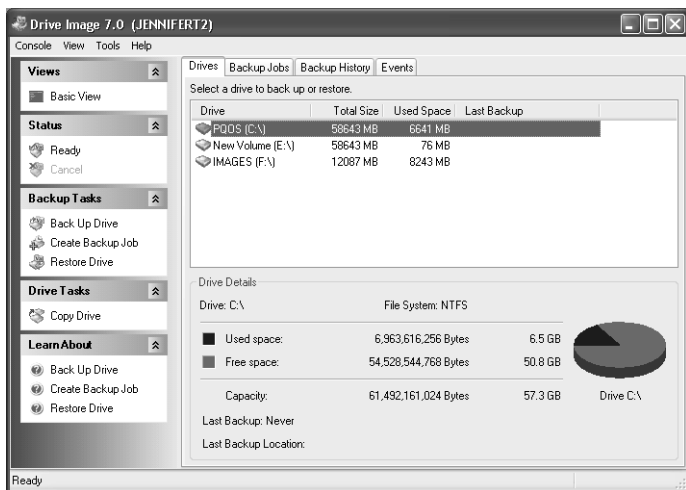 Drive Image 7.0 (JENNIFERT2)
Console View Tools Help
Views
Basic View
Status
Ready
Cancel
Backup Tasks
Back Up Drive
Create Backup Job
Restore Drive
Drive Tasks
Copy Drive
Learn About
Back Up Drive
Create Backup Job
Restore Drive
Drives Backup Jobs Backup History Events
Select a drive to back up or restore.
Drive Total Size Used Space Last Backup
PQOS (C:\) 58643 MB 6641 MB
New Volume (E:\) 58643 MB 76 MB
IMAGES (F:\) 12087 MB 8243 MB
Drive Details
Drive: C:\ File System: NTFS
Used space: 6,963,616,256 Bytes 6.5 GB
Free space: 54,528,544,768 Bytes 50.8 GB
Capacity: 61,492,161,024 Bytes 57.3 GB Drive C:\
Last Backup: Never
Last Backup Location:
Ready